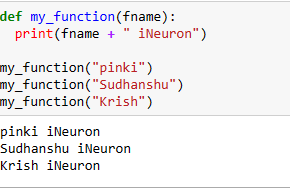 def my_function(fname):
  print(fname + " iNeuron")

my_function("pinki")
my_function("Sudhanshu")
my_function("Krish")
pinki iNeuron
Sudhanshu iNeuron
Krish iNeuron